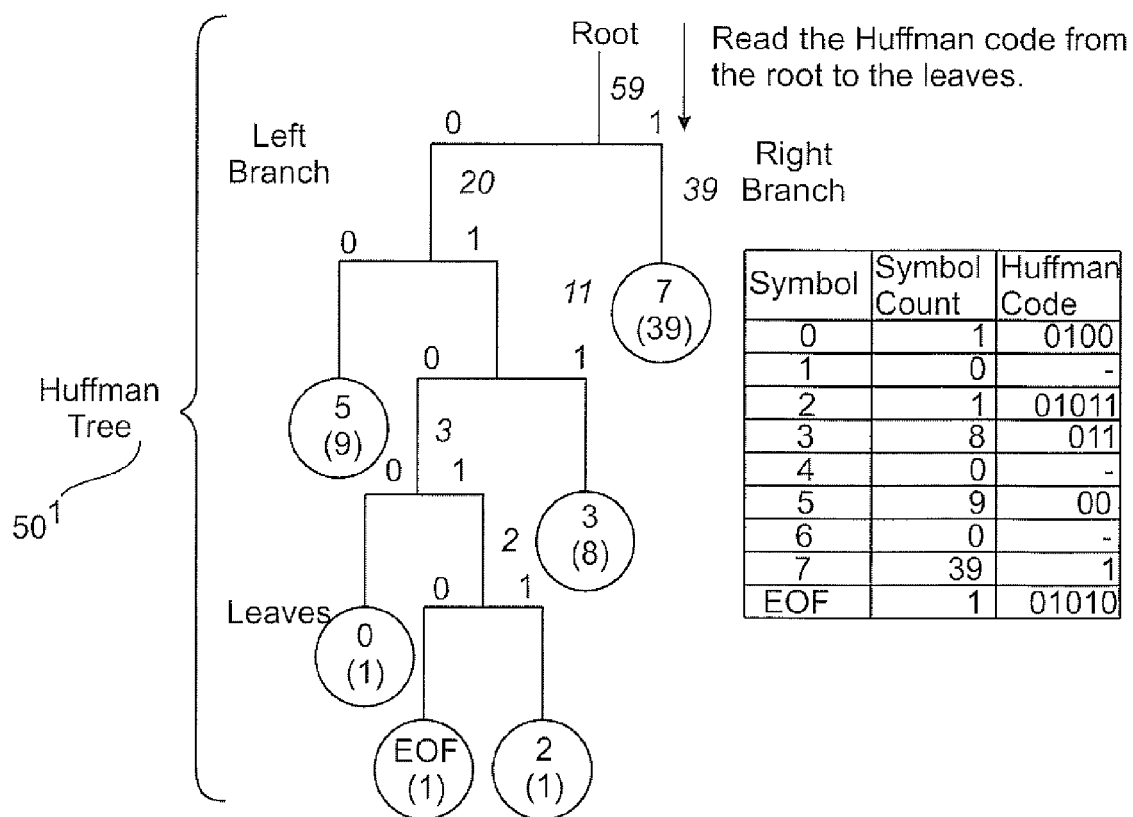 Root
Read the Huffman code from
the root to the leaves.
59
0
1
Left
Branch
20
39
Right
Branch
0
1
11
7
(39)
0
1
Huffman
Tree
5
(9)
3
0
1
50¹
2
3
(8)
0
1
Leaves
0
(1)
EOF
(1)
2
(1)
Symbol Symbol Count Huffman Code
0 1 0100
1 0 -
2 1 01011
3 8 011
4 0 -
5 9 00
6 0 -
7 39 1
EOF 1 01010